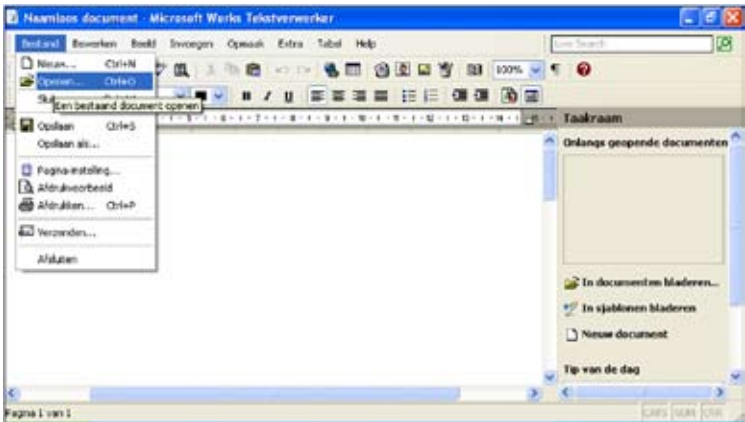 Naamloos document - Microsoft Works Tekstverwerker
Bestand Bewerken Beeld Invoegen Opmaak Extra Tabel Help
Live Search
Nieuw... Ctrl+N
Openen... Ctrl+O
Een bestaand document openen
Opslaan Ctrl+S
Opslaan als...
Pagina-instelling...
Afdrukvoorbeeld
Afdrukken... Ctrl+P
Verzenden...
Afsluiten
100%
B I U
Taakraam
Onlangs geopende documenten
In documenten bladeren...
In sjablonen bladeren
Nieuw document
Tip van de dag
Pagina 1 van 1
CAPS NUM OVR